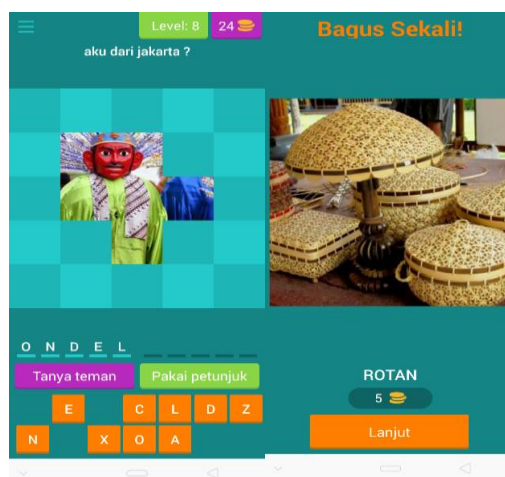 Level: 8 24
aku dari jakarta ?
O N D E L
Tanya teman Pakai petunjuk
E C L D Z
N X O A
Bagus Sekali!
ROTAN
5
Lanjut